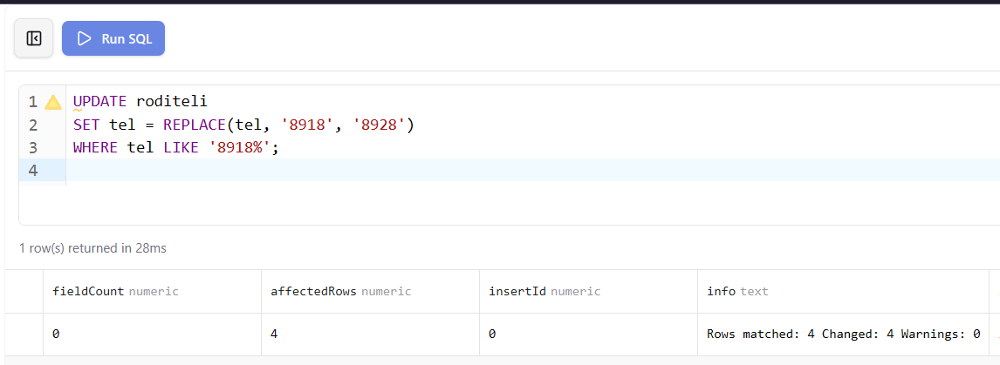 Run SQL
1 UPDATE roditeli
2 SET tel = REPLACE(tel, '8918', '8928')
3 WHERE tel LIKE '8918%';
4
1 row(s) returned in 28ms
fieldCount numeric affectedRows numeric insertId numeric info text
0 4 0 Rows matched: 4 Changed: 4 Warnings: 0